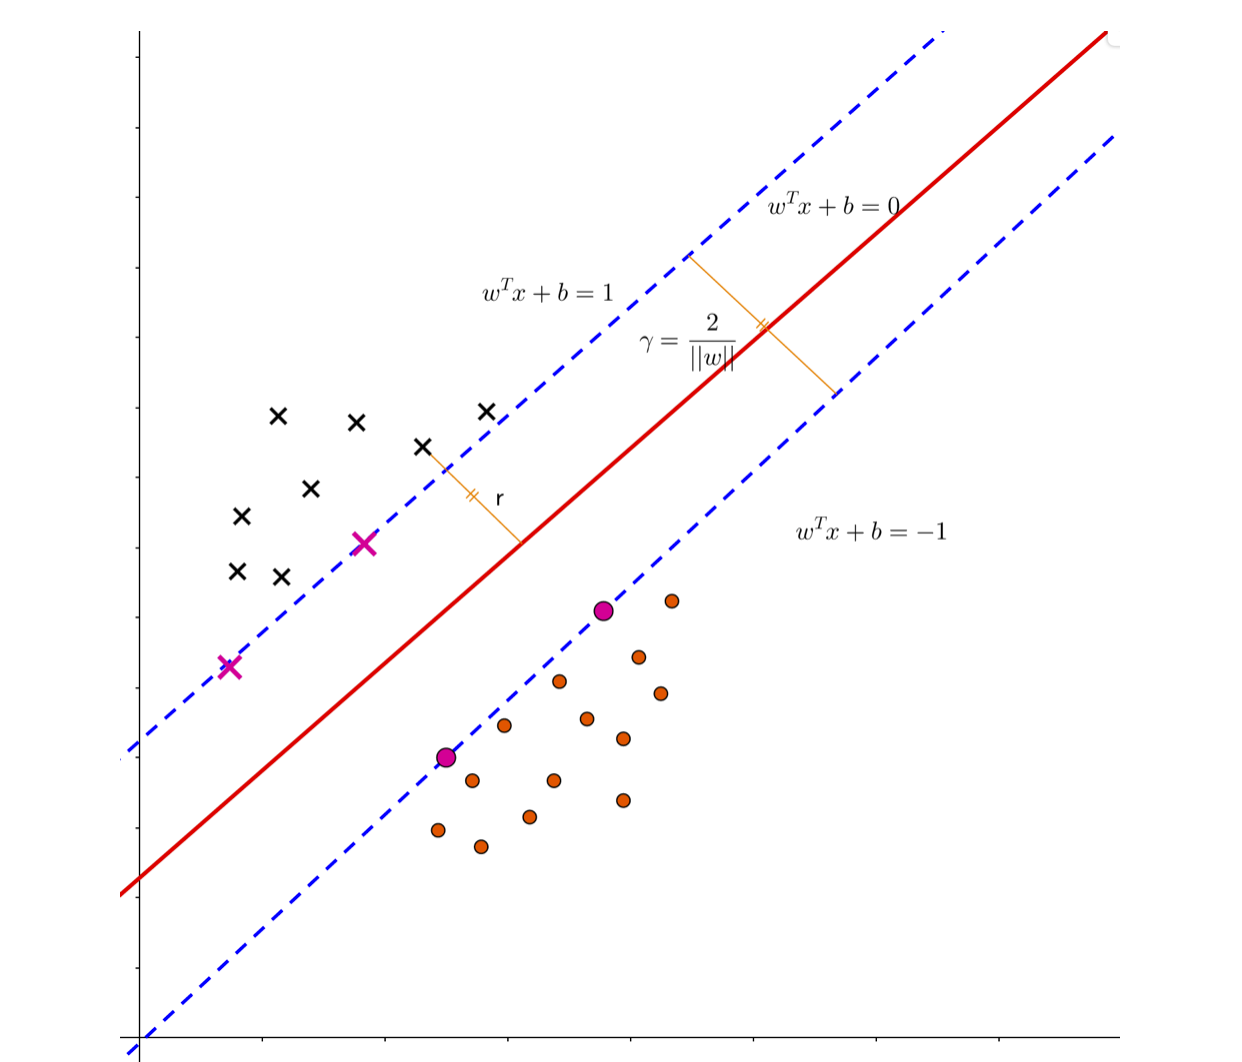 w^T x + b = 0
w^T x + b = 1
γ = 2 / ||w||
r
w^T x + b = −1